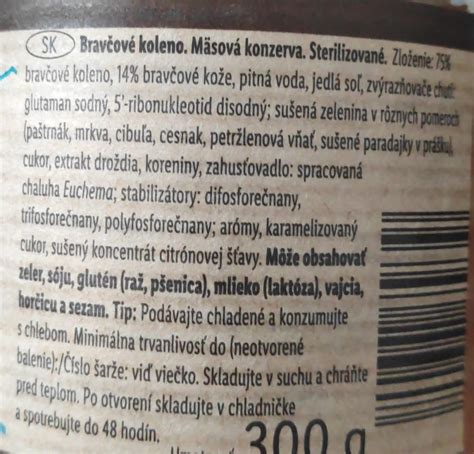 SK Bravčové koleno. Mäsová konzerva. Sterilizované. Zloženie: 75%
bravčové koleno, 14% bravčové kože, pitná voda, jedlá soľ, zvýrazňovače chuti:
glutaman sodný, 5'-ribonukleotid disodný; sušená zelenina v rôznych pomeroch
(paštrnák, mrkva, cibuľa, cesnak, petržlenová vňať, sušené paradajky v prášku),
cukor, extrakt droždia, koreniny, zahusťovadlo: spracovaná
chaluha Euchema; stabilizátory: difosforečnany,
trifosforečnany, polyfosforečnany; arómy, karamelizovaný
cukor, sušený koncentrát citrónovej šťavy. Môže obsahovať
zeler, sóju, glutén (raž, pšenica), mlieko (laktóza), vajcia,
horčicu a sezam. Tip: Podávajte chladené a konzumujte
s chlebom. Minimálna trvanlivosť do (neotvorené
balenie):/Číslo šarže: viď viečko. Skladujte v suchu a chráňte
pred teplom. Po otvorení skladujte v chladničke
a spotrebujte do 48 hodín.
300 g